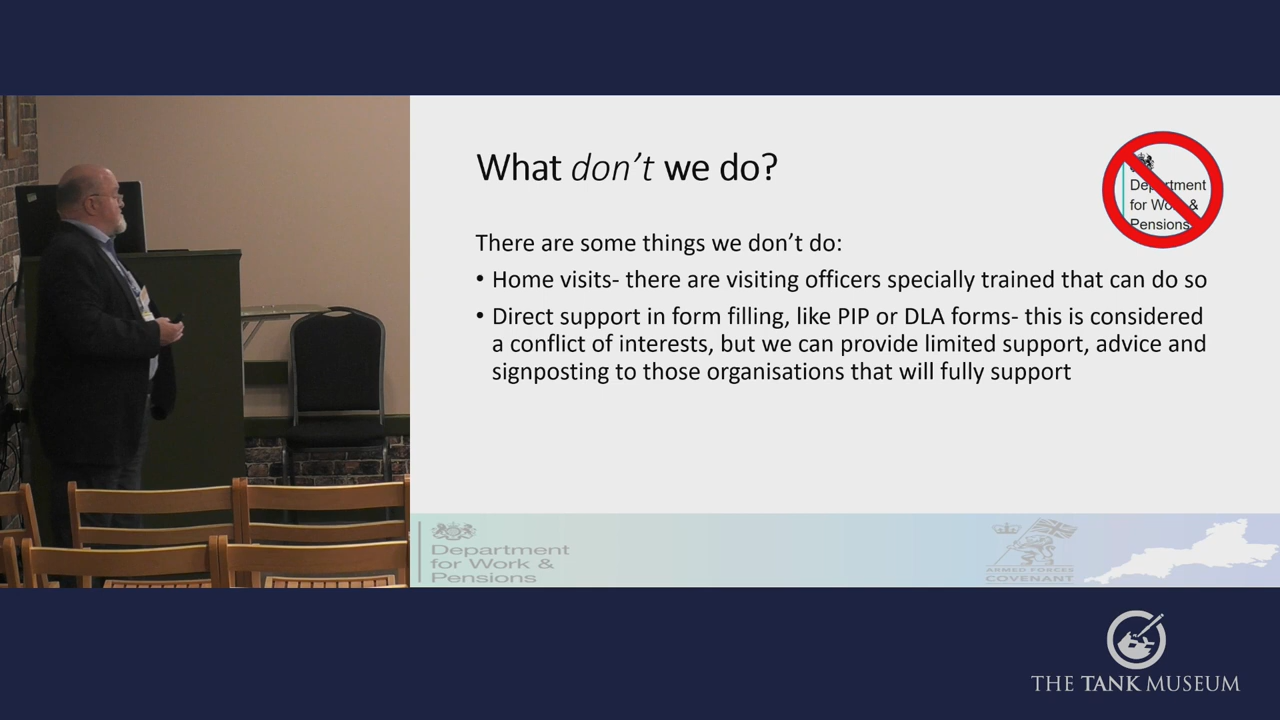 What don't we do?
Department
for Work &
Pensions
There are some things we don't do:
• Home visits- there are visiting officers specially trained that can do so
• Direct support in form filling, like PIP or DLA forms- this is considered
a conflict of interests, but we can provide limited support, advice and
signposting to those organisations that will fully support
Department
for Work &
Pensions
ARMED FORCES
COVENANT
THE TANK MUSEUM